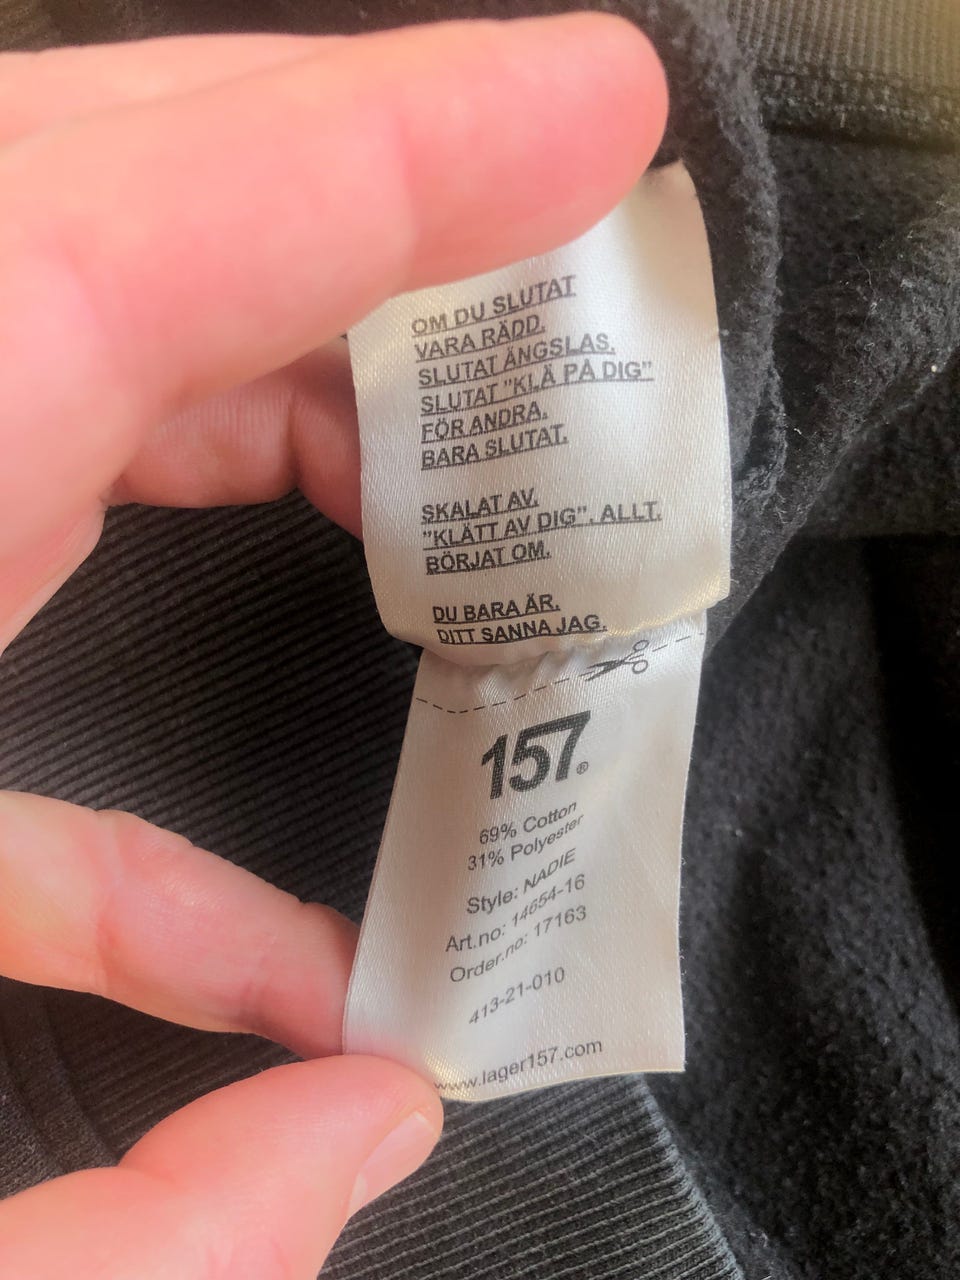 OM DU SLUTAT
VARA RÄDD.
SLUTAT ÄNGSLAS.
SLUTAT "KLÄ PÅ DIG"
FÖR ANDRA.
BARA SLUTAT.
SKALAT AV.
"KLÄTT AV DIG". ALLT.
BÖRJAT OM.
DU BARA ÄR.
DITT SANNA JAG.
157®
69% Cotton
31% Polyester
Style: NADIE
Art.no: 14654-16
Order.no: 17163
413-21-010
www.lager157.com